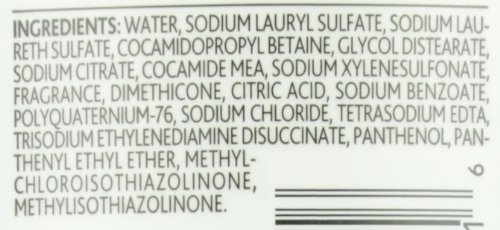 INGREDIENTS: WATER, SODIUM LAURYL SULFATE, SODIUM LAU-
RETH SULFATE, COCAMIDOPROPYL BETAINE, GLYCOL DISTEARATE,
SODIUM CITRATE, COCAMIDE MEA, SODIUM XYLENESULFONATE,
FRAGRANCE, DIMETHICONE, CITRIC ACID, SODIUM BENZOATE,
POLYQUATERNIUM-76, SODIUM CHLORIDE, TETRASODIUM EDTA,
TRISODIUM ETHYLENEDIAMINE DISUCCINATE, PANTHENOL, PAN-
THENYL ETHYL ETHER, METHYL-
CHLOROISOTHIAZOLINONE,
METHYLISOTHIAZOLINONE.
6
1